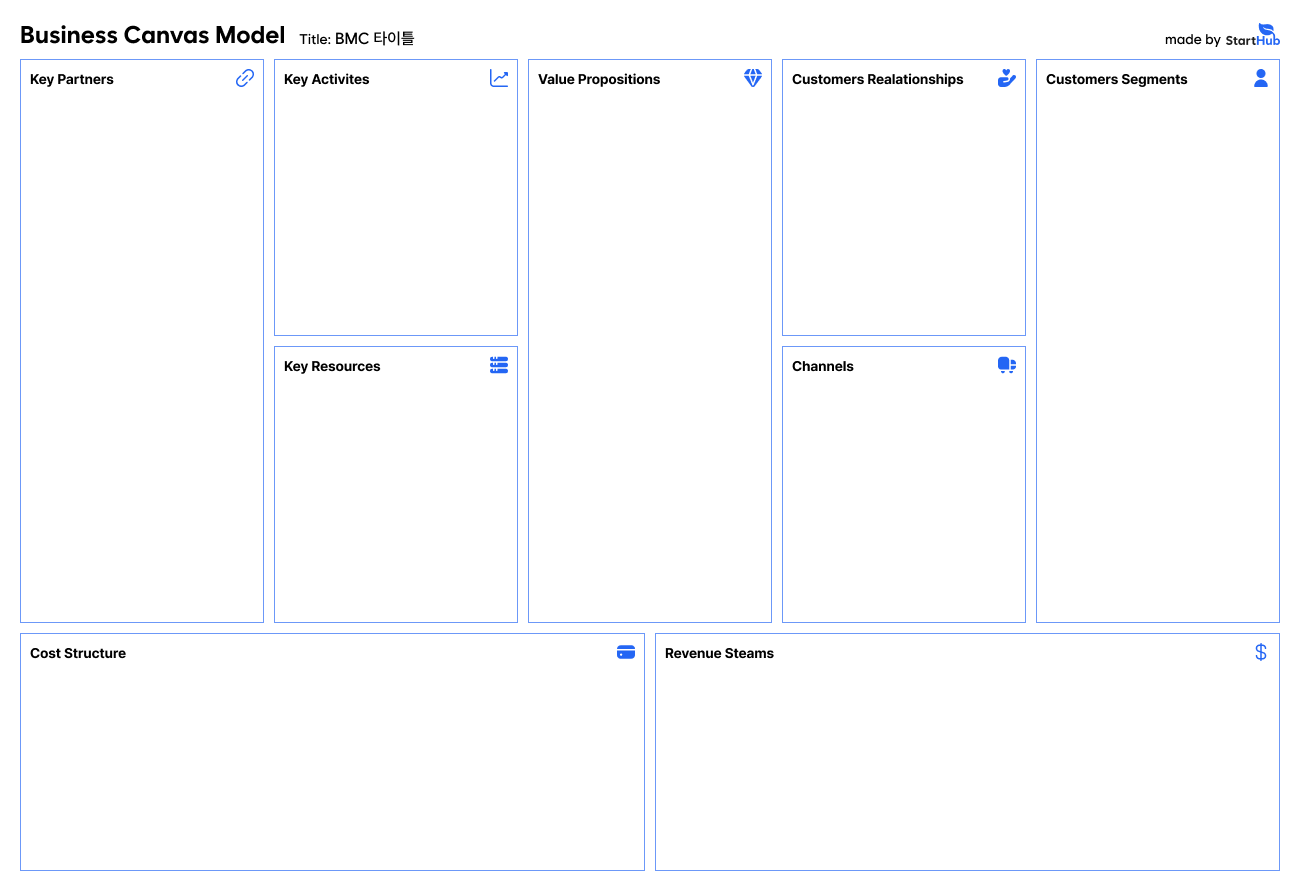 Business Canvas Model Title: BMC 타이틀
made by StartHub
Key Partners
Key Activites
Value Propositions
Customers Realationships
Customers Segments
Key Resources
Channels
Cost Structure
Revenue Steams